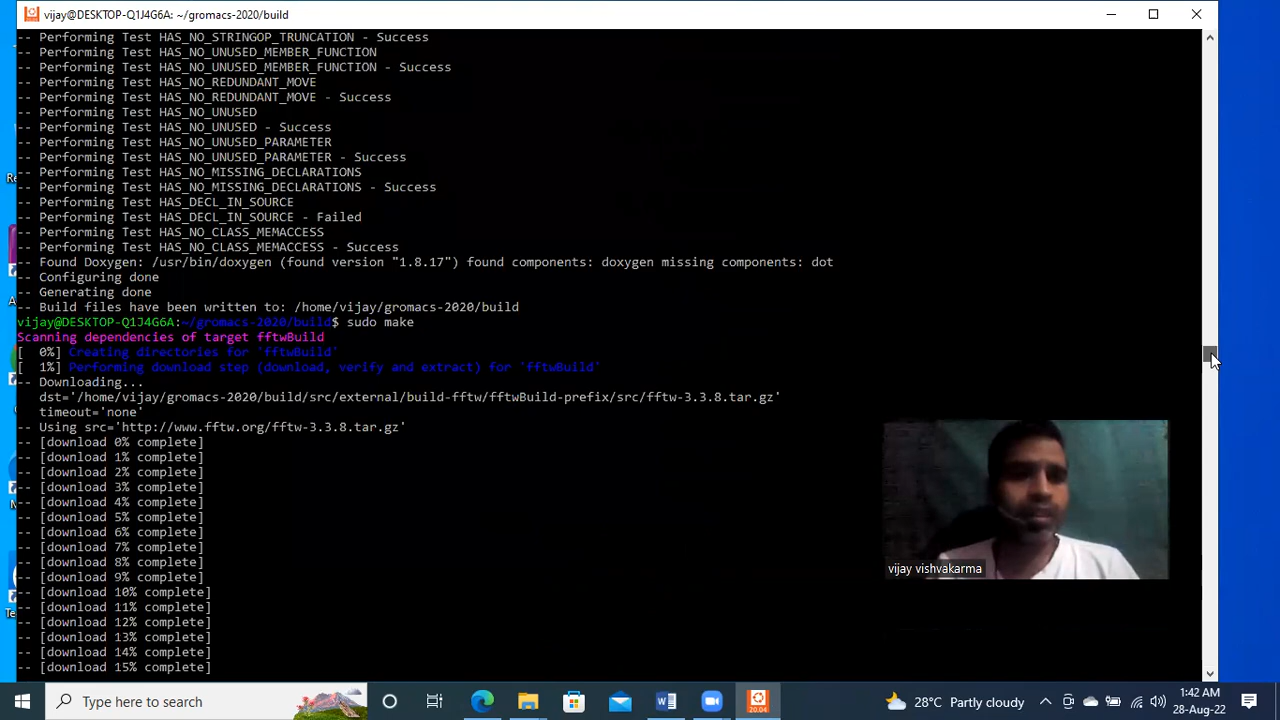 vijay@DESKTOP-Q1J4G6A: ~/gromacs-2020/build
-- Performing Test HAS_NO_STRINGOP_TRUNCATION - Success
-- Performing Test HAS_NO_UNUSED_MEMBER_FUNCTION
-- Performing Test HAS_NO_UNUSED_MEMBER_FUNCTION - Success
-- Performing Test HAS_NO_REDUNDANT_MOVE
-- Performing Test HAS_NO_REDUNDANT_MOVE - Success
-- Performing Test HAS_NO_UNUSED
-- Performing Test HAS_NO_UNUSED - Success
-- Performing Test HAS_NO_UNUSED_PARAMETER
-- Performing Test HAS_NO_UNUSED_PARAMETER - Success
-- Performing Test HAS_NO_MISSING_DECLARATIONS
-- Performing Test HAS_NO_MISSING_DECLARATIONS - Success
-- Performing Test HAS_DECL_IN_SOURCE
-- Performing Test HAS_DECL_IN_SOURCE - Failed
-- Performing Test HAS_NO_CLASS_MEMACCESS
-- Performing Test HAS_NO_CLASS_MEMACCESS - Success
-- Found Doxygen: /usr/bin/doxygen (found version "1.8.17") found components: doxygen missing components: dot
-- Configuring done
-- Generating done
-- Build files have been written to: /home/vijay/gromacs-2020/build
vijay@DESKTOP-Q1J4G6A:~/gromacs-2020/build$ sudo make
Scanning dependencies of target fftwBuild
[  0%] Creating directories for 'fftwBuild'
[  1%] Performing download step (download, verify and extract) for 'fftwBuild'
-- Downloading...
dst='/home/vijay/gromacs-2020/build/src/external/build-fftw/fftwBuild-prefix/src/fftw-3.3.8.tar.gz'
timeout='none'
-- Using src='http://www.fftw.org/fftw-3.3.8.tar.gz'
-- [download 0% complete]
-- [download 1% complete]
-- [download 2% complete]
-- [download 3% complete]
-- [download 4% complete]
-- [download 5% complete]
-- [download 6% complete]
-- [download 7% complete]
-- [download 8% complete]
-- [download 9% complete]
-- [download 10% complete]
-- [download 11% complete]
-- [download 12% complete]
-- [download 13% complete]
-- [download 14% complete]
-- [download 15% complete]
vijay vishvakarma
Type here to search
20.04
28°C Partly cloudy
1:42 AM
28-Aug-22